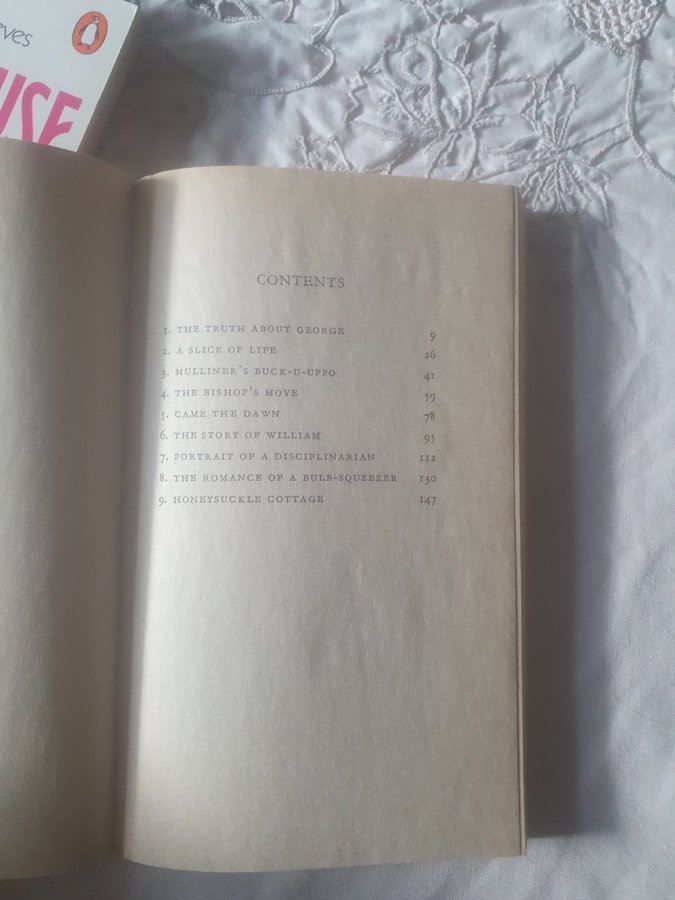 eves
USE
CONTENTS
1. THE TRUTH ABOUT GEORGE 9
2. A SLICE OF LIFE 26
3. MULLINER'S BUCK-U-UPPO 41
4. THE BISHOP'S MOVE 59
5. CAME THE DAWN 78
6. THE STORY OF WILLIAM 95
7. PORTRAIT OF A DISCIPLINARIAN 112
8. THE ROMANCE OF A BULB-SQUEEZER 130
9. HONEYSUCKLE COTTAGE 147